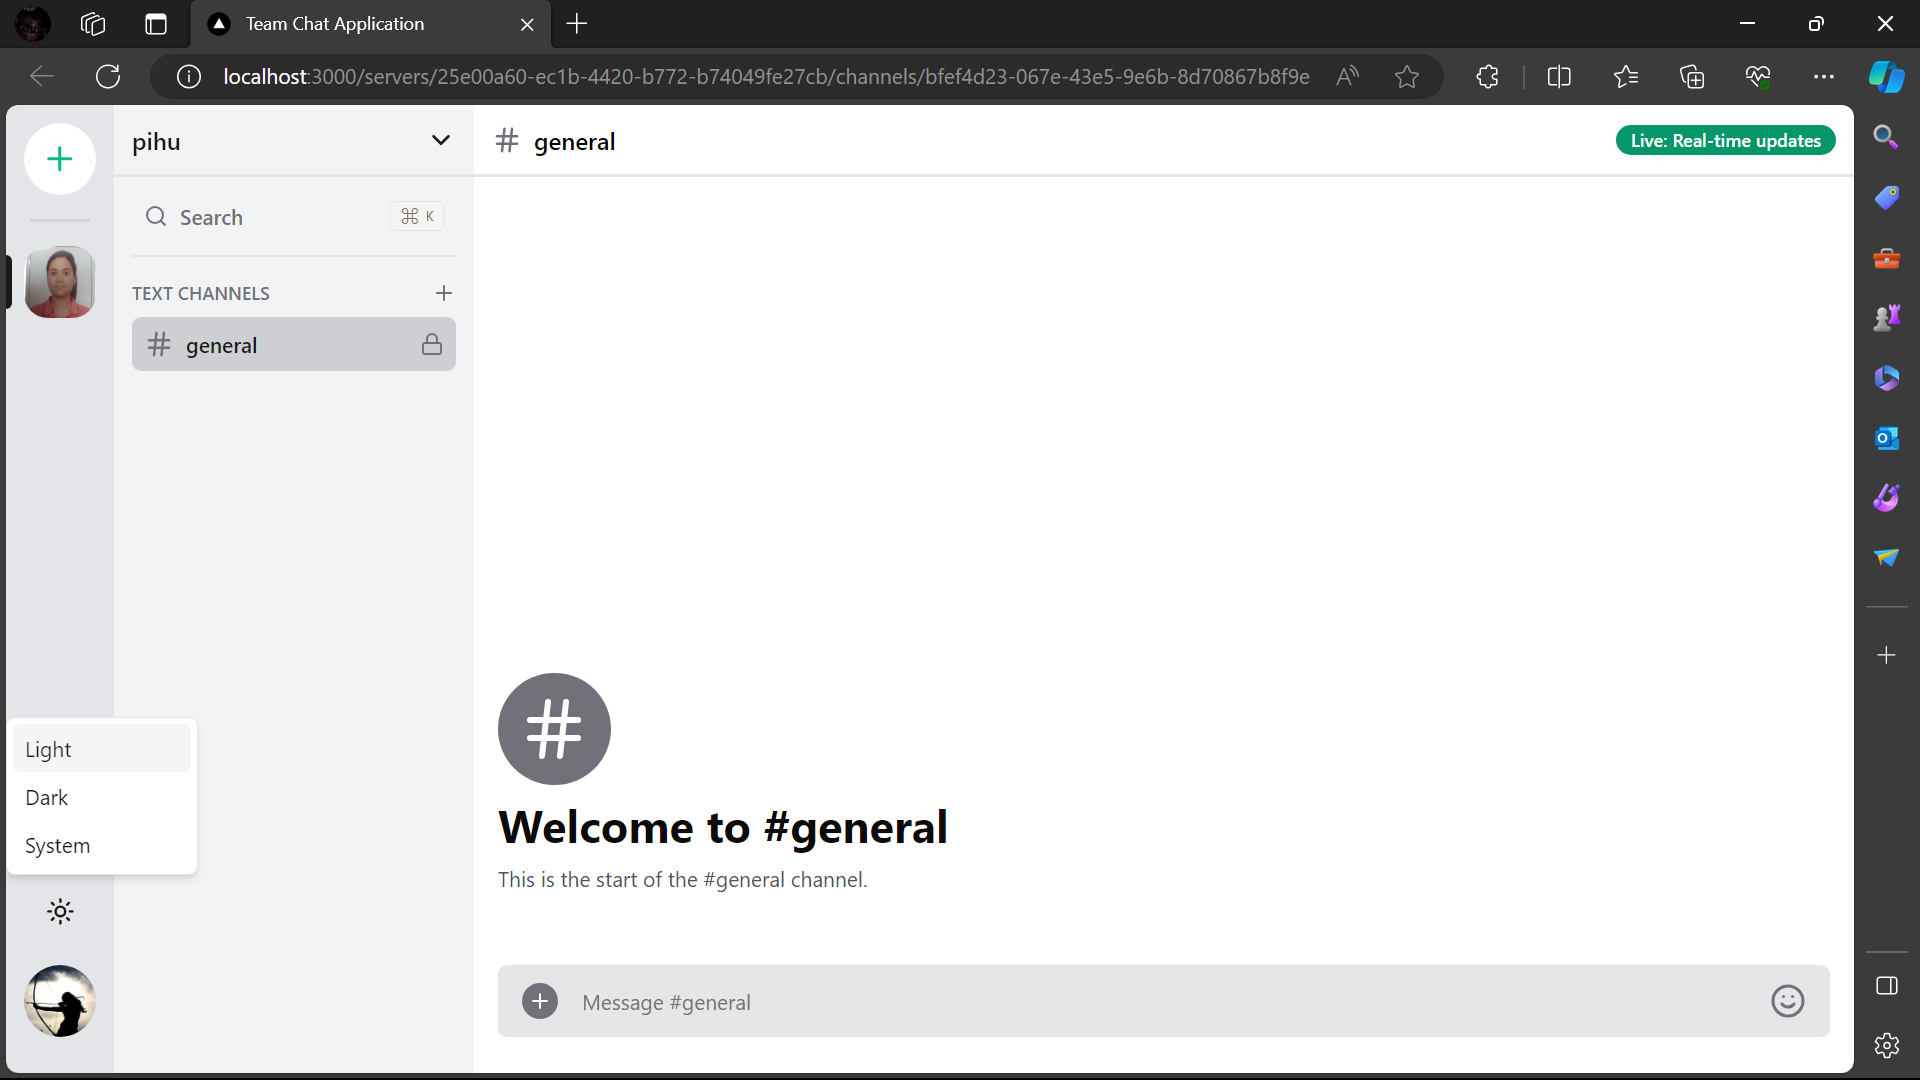 Team Chat Application
localhost:3000/servers/25e00a60-ec1b-4420-b772-b74049fe27cb/channels/bfef4d23-067e-43e5-9e6b-8d70867b8f9e
pihu
# general
Live: Real-time updates
Search
⌘ K
TEXT CHANNELS
# general
#
Welcome to #general
This is the start of the #general channel.
Light
Dark
System
Message #general